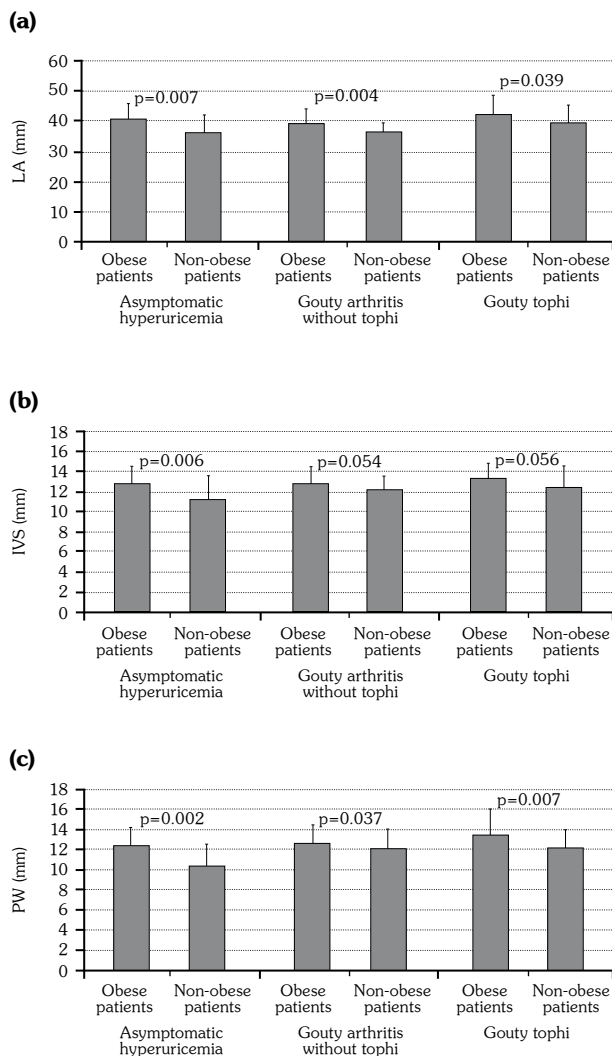 (a)
60
50
40
30
20
10
0
LA (mm)
p=0.007
p=0.004
p=0.039
Obese patients
Non-obese patients
Obese patients
Non-obese patients
Obese patients
Non-obese patients
Asymptomatic hyperuricemia
Gouty arthritis without tophi
Gouty tophi
(b)
18
16
14
12
10
8
6
4
2
0
IVS (mm)
p=0.006
p=0.054
p=0.056
Obese patients
Non-obese patients
Obese patients
Non-obese patients
Obese patients
Non-obese patients
Asymptomatic hyperuricemia
Gouty arthritis without tophi
Gouty tophi
(c)
18
16
14
12
10
8
6
4
2
0
PW (mm)
p=0.002
p=0.037
p=0.007
Obese patients
Non-obese patients
Obese patients
Non-obese patients
Obese patients
Non-obese patients
Asymptomatic hyperuricemia
Gouty arthritis without tophi
Gouty tophi